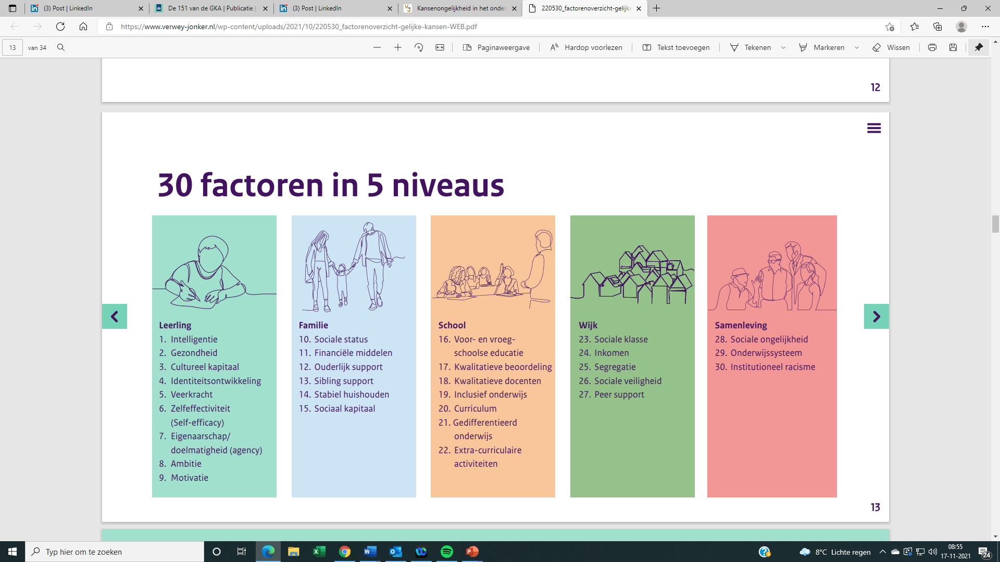 (3) Post | LinkedIn
De 151 van de GKA | Publicatie |
(3) Post | LinkedIn
Kansenongelijkheid in het onder
220530_factorenoverzicht-gelijke
https://www.verwey-jonker.nl/wp-content/uploads/2021/10/220530_factorenoverzicht-gelijke-kansen-WEB.pdf
13 van 34
Paginaweergave
Hardop voorlezen
Tekst toevoegen
Tekenen
Markeren
Wissen
12
30 factoren in 5 niveaus
Leerling
1. Intelligentie
2. Gezondheid
3. Cultureel kapitaal
4. Identiteitsontwikkeling
5. Veerkracht
6. Zelfeffectiviteit
(Self-efficacy)
7. Eigenaarschap/
doelmatigheid (agency)
8. Ambitie
9. Motivatie
Familie
10. Sociale status
11. Financiële middelen
12. Ouderlijk support
13. Sibling support
14. Stabiel huishouden
15. Sociaal kapitaal
School
16. Voor- en vroeg-
schoolse educatie
17. Kwalitatieve beoordeling
18. Kwalitatieve docenten
19. Inclusief onderwijs
20. Curriculum
21. Gedifferentieerd
onderwijs
22. Extra-curriculaire
activiteiten
Wijk
23. Sociale klasse
24. Inkomen
25. Segregatie
26. Sociale veiligheid
27. Peer support
Samenleving
28. Sociale ongelijkheid
29. Onderwijssysteem
30. Institutioneel racisme
13
Typ hier om te zoeken
8°C Lichte regen
08:55
17-11-2021
24